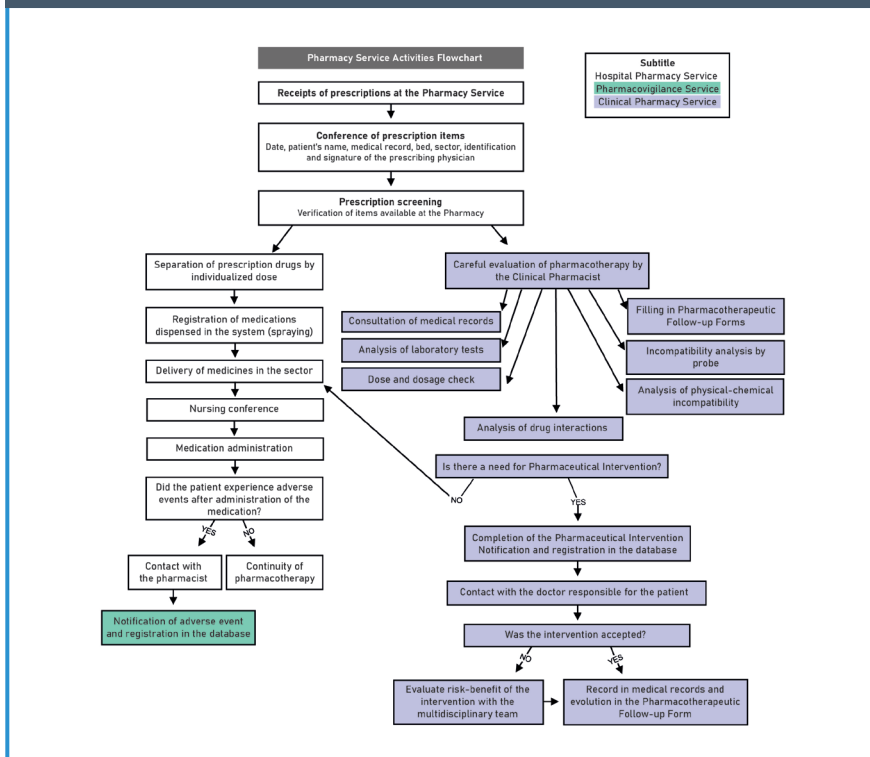 Pharmacy Service Activities Flowchart
Subtitle
Hospital Pharmacy Service
Pharmacovigilance Service
Clinical Pharmacy Service
Receipts of prescriptions at the Pharmacy Service
Conference of prescription items
Date, patient's name, medical record, bed, sector, identification
and signature of the prescribing physician
Prescription screening
Verification of items available at the Pharmacy
Separation of prescription drugs by
individualized dose
Registration of medications
dispensed in the system (spraying)
Delivery of medicines in the sector
Nursing conference
Medication administration
Did the patient experience adverse
events after administration of the
medication?
YES
NO
Contact with
the pharmacist
Continuity of
pharmacotherapy
Notification of adverse event
and registration in the database
Careful evaluation of pharmacotherapy by
the Clinical Pharmacist
Consultation of medical records
Analysis of laboratory tests
Dose and dosage check
Analysis of drug interactions
Filling in Pharmacotherapeutic
Follow-up Forms
Incompatibility analysis by
probe
Analysis of physical-chemical
incompatibility
Is there a need for Pharmaceutical Intervention?
NO
YES
Completion of the Pharmaceutical Intervention
Notification and registration in the database
Contact with the doctor responsible for the patient
Was the intervention accepted?
NO
YES
Evaluate risk-benefit of the
intervention with the
multidisciplinary team
Record in medical records and
evolution in the Pharmacotherapeutic
Follow-up Form